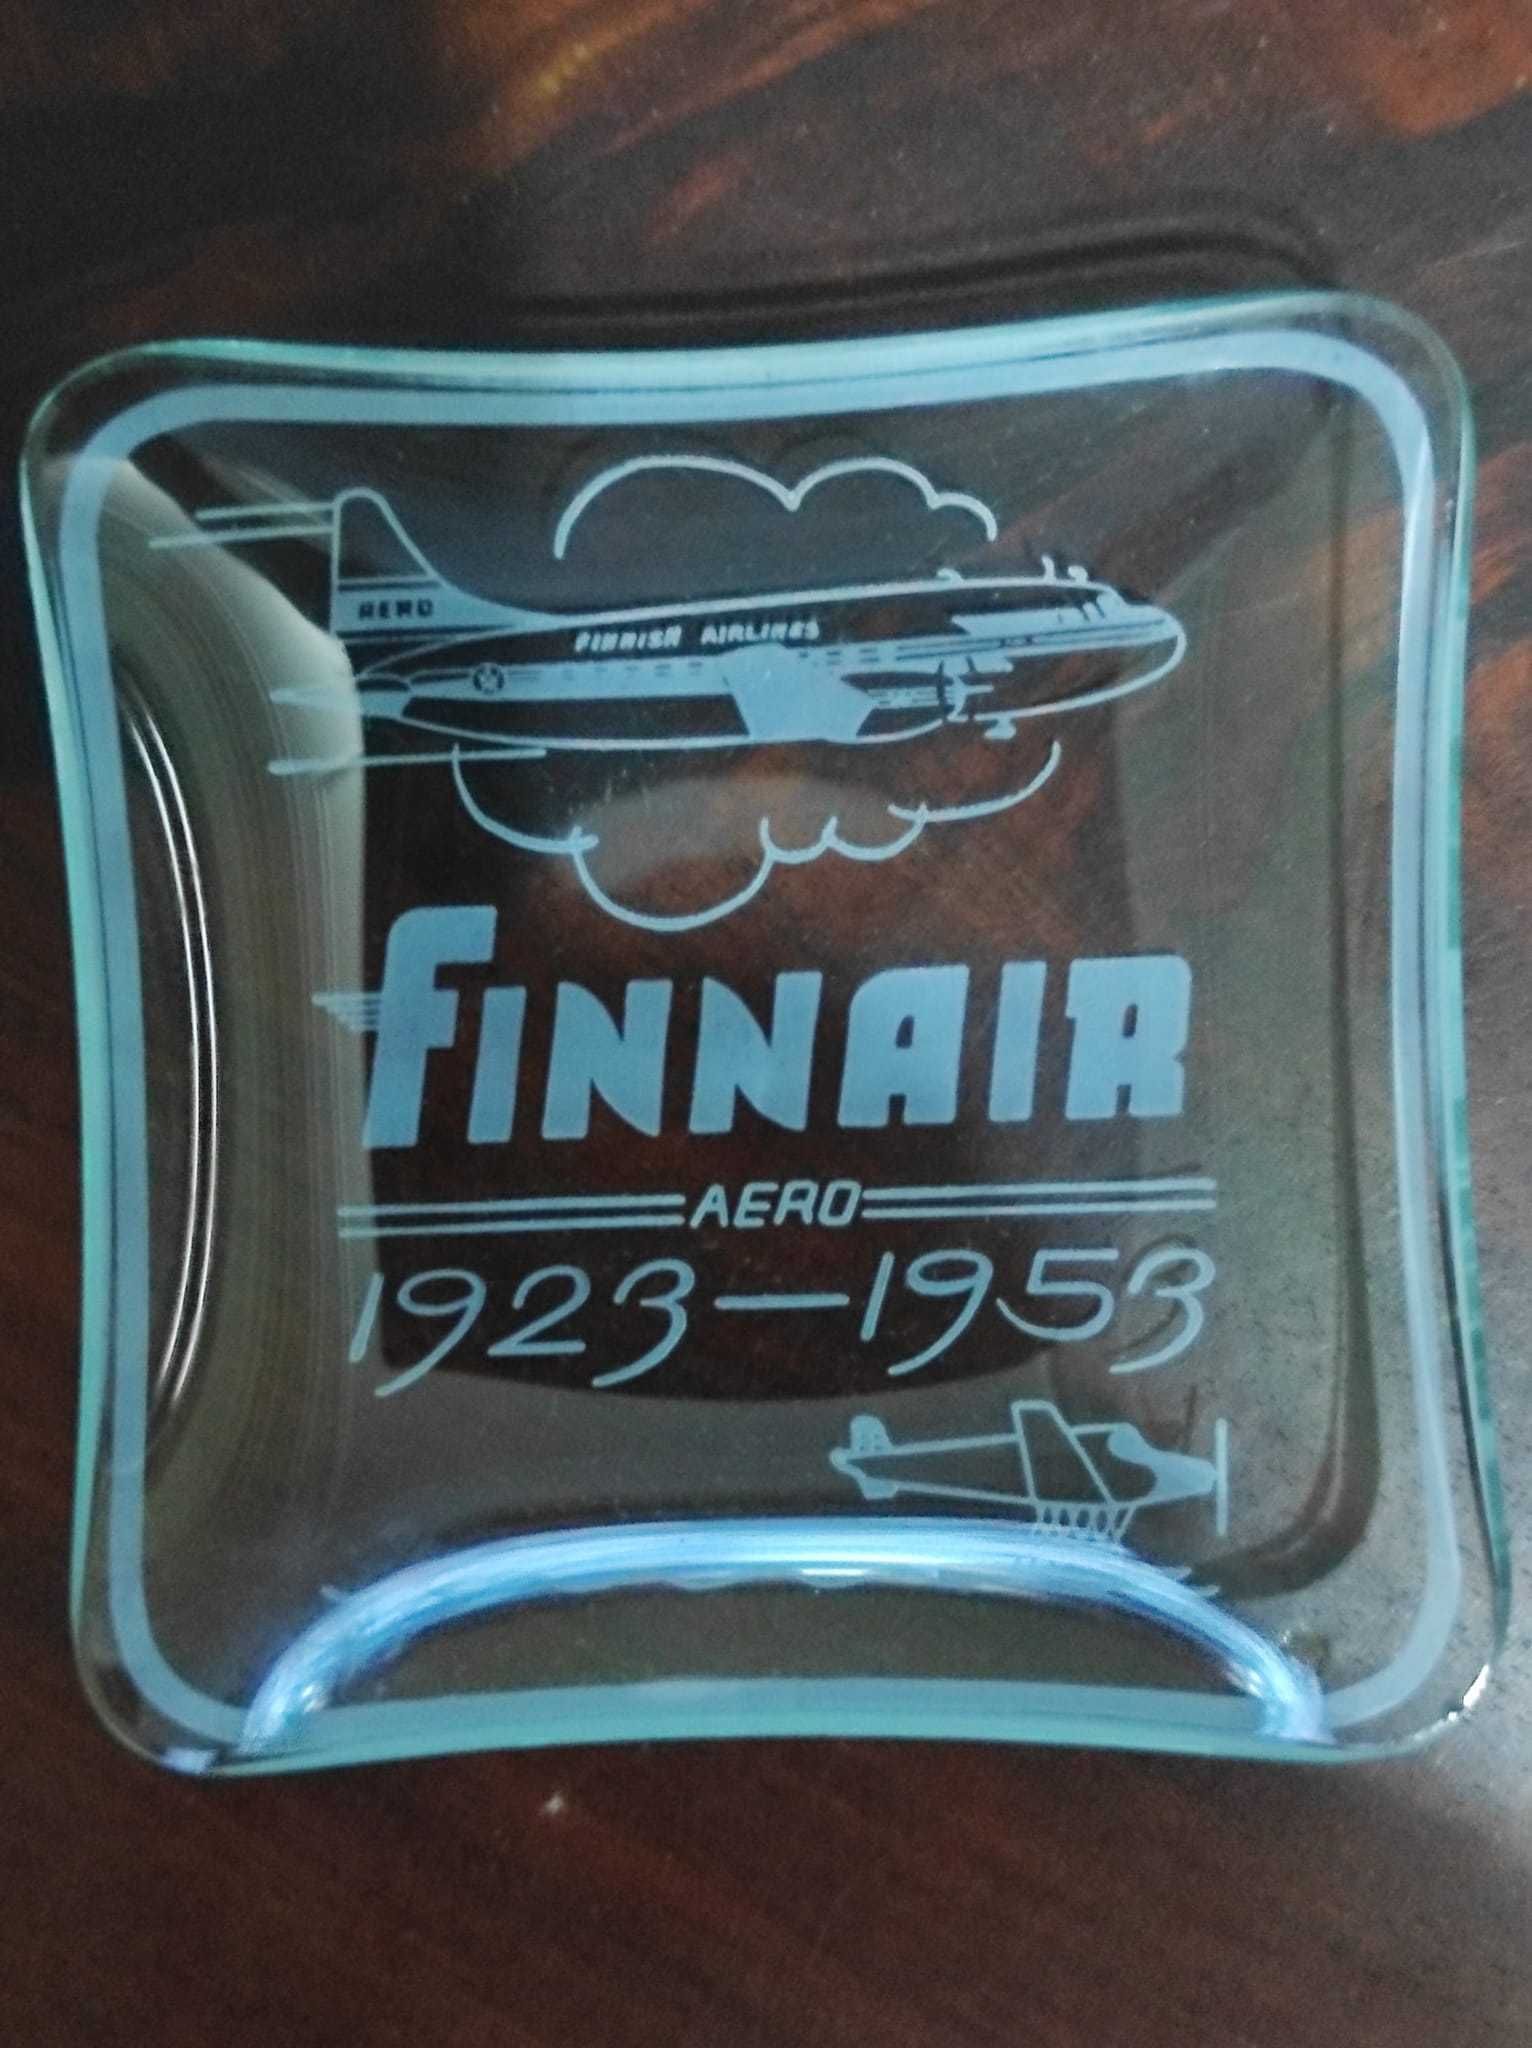 AERO
FINNISH AIRLINES
FINNAIR
AERO
1923-1953